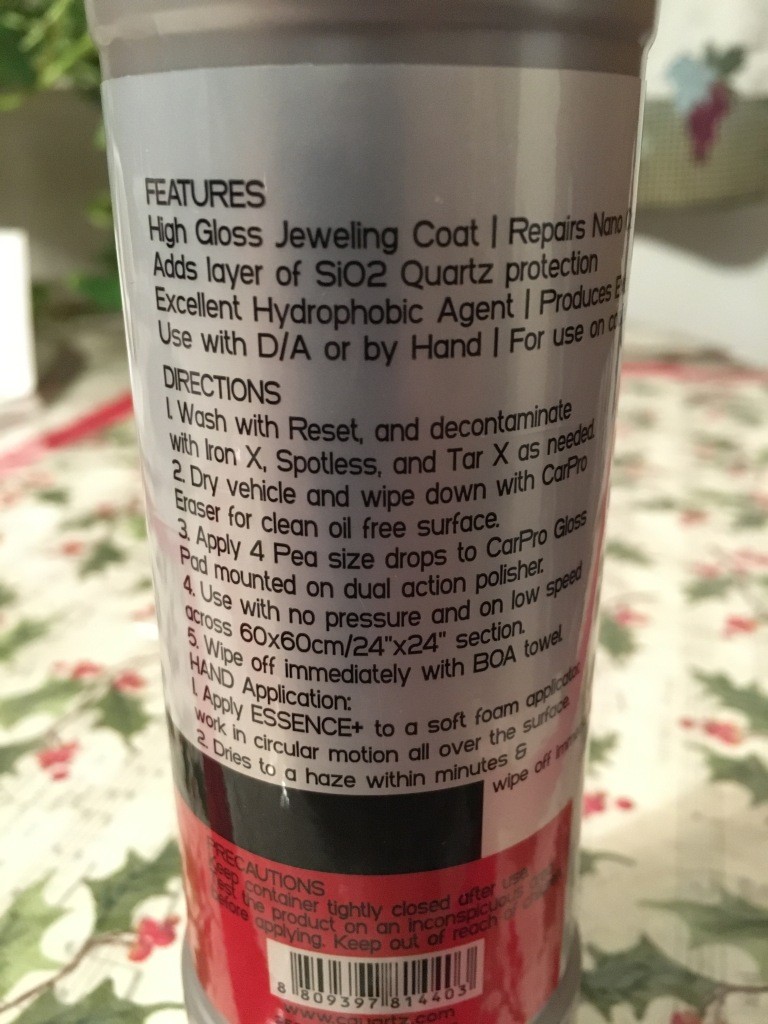 FEATURES
High Gloss Jeweling Coat | Repairs Nano
Adds layer of SiO2 Quartz protection
Excellent Hydrophobic Agent | Produces
Use with D/A or by Hand | For use on
DIRECTIONS
1. Wash with Reset, and decontaminate
with Iron X, Spotless, and Tar X as needed.
2. Dry vehicle and wipe down with CarPro
Eraser for clean oil free surface.
3. Apply 4 Pea size drops to CarPro Gloss
Pad mounted on dual action polisher.
4. Use with no pressure and on low speed
across 60x60cm/24"x24" section.
5. Wipe off immediately with BOA towel
HAND Application:
1. Apply ESSENCE+ to a soft foam applicator
work in circular motion all over the surface.
2. Dries to a haze within minutes & wipe off
PRECAUTIONS
Keep container tightly closed after use
Test the product on an inconspicuous
before applying. Keep out of reach of
8 809397 814403
www.cquartz.com